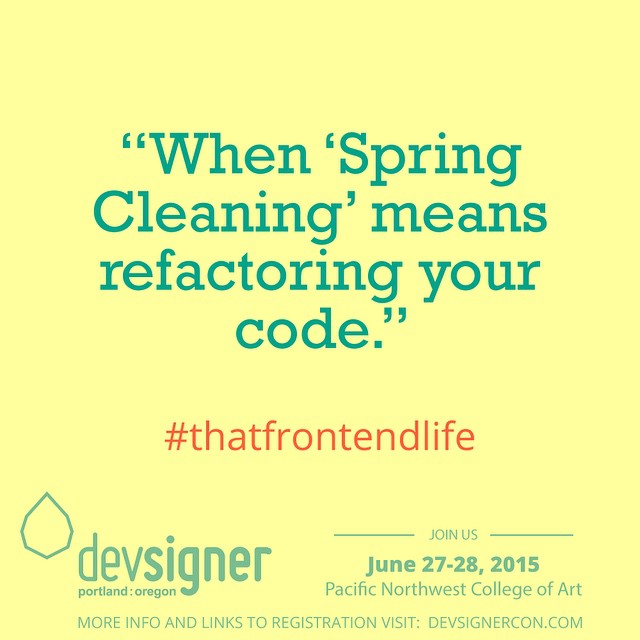 “When ‘Spring
Cleaning’ means
refactoring your
code.”
#thatfrontendlife
devsigner
portland:oregon
JOIN US
June 27-28, 2015
Pacific Northwest College of Art
MORE INFO AND LINKS TO REGISTRATION VISIT: DEVSIGNERCON.COM